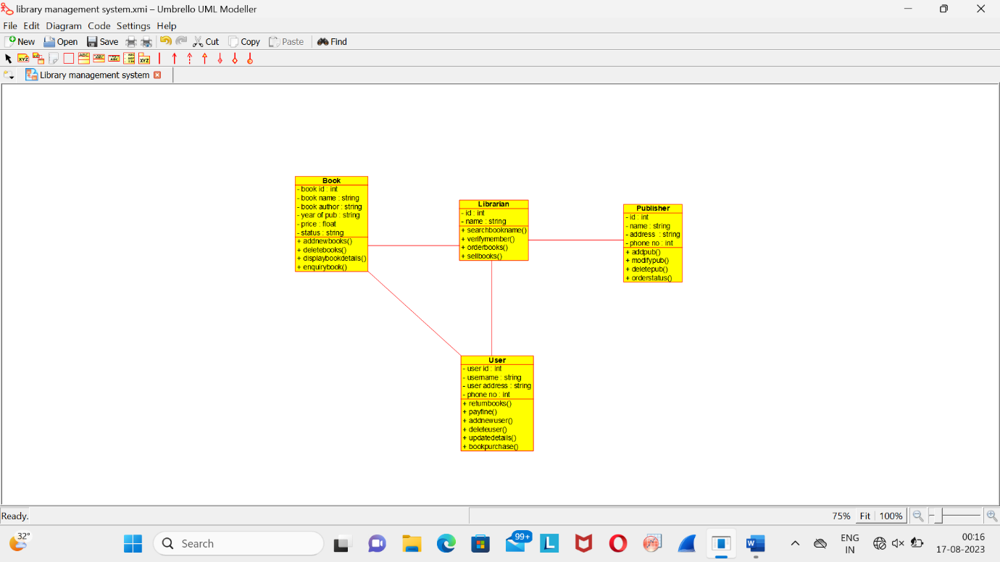 library management system.xmi – Umbrello UML Modeller
File Edit Diagram Code Settings Help
New Open Save Cut Copy Paste Find
Library management system
Book
- book id : int
- book name : string
- book author : string
- year of pub : string
- price : float
- status : string
+ addnewbooks()
+ deletebooks()
+ displaybookdetails()
+ enquirybook()
Librarian
- id : int
- name : string
+ searchbookname()
+ verifymember()
+ orderbooks()
+ sellbooks()
Publisher
- id : int
- name : string
- address : string
- phone no : int
+ addpub()
+ modifypub()
+ deletepub()
+ orderstatus()
User
- user id : int
- username : string
- user address : string
- phone no : int
+ returnbooks()
+ payfine()
+ addnewuser()
+ deleteuser()
+ updatedetails()
+ bookpurchase()
Ready.
75% Fit 100%
32°
Search
99+
ENG
IN
00:16
17-08-2023